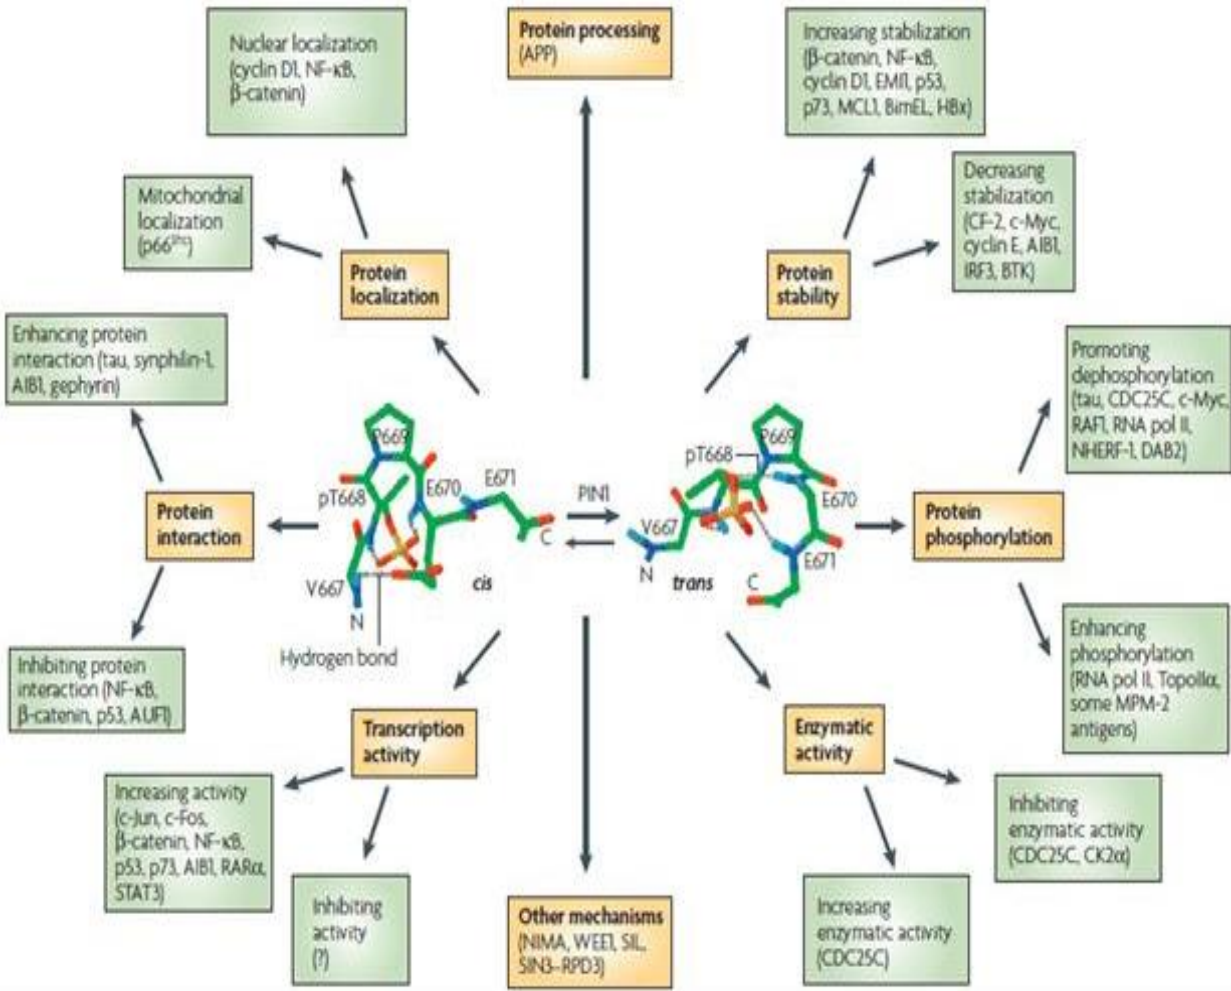 Nuclear localization
(cyclin D1, NF-κB,
β-catenin)
Protein processing
(APP)
Increasing stabilization
(β-catenin, NF-κB,
cyclin D1, EMI1, p53,
p73, MCL1, BimEL, HBx)
Mitochondrial
localization
(p66Shc)
Decreasing
stabilization
(CF-2, c-Myc,
cyclin E, AIB1,
IRF3, BTK)
Protein
localization
Protein
stability
Enhancing protein
interaction (tau, synphilin-1,
AIB1, gephyrin)
Promoting
dephosphorylation
(tau, CDC25C, c-Myc,
RAF1, RNA pol II,
NHERF-1, DAB2)
P669
pT668
E670
E671
C
V667
N
cis
Hydrogen bond
PIN1
P669
pT668
E670
V667
E671
N
C
trans
Protein
interaction
Protein
phosphorylation
Inhibiting protein
interaction (NF-κB,
β-catenin, p53, AUF1)
Enhancing
phosphorylation
(RNA pol II, TopoIIα,
some MPM-2
antigens)
Transcription
activity
Enzymatic
activity
Increasing activity
(c-Jun, c-Fos,
β-catenin, NF-κB,
p53, p73, AIB1, RARα,
STAT3)
Inhibiting
enzymatic activity
(CDC25C, CK2α)
Inhibiting
activity
(?)
Other mechanisms
(NIMA, WEE1, SIL,
SIN3–RPD3)
Increasing
enzymatic activity
(CDC25C)